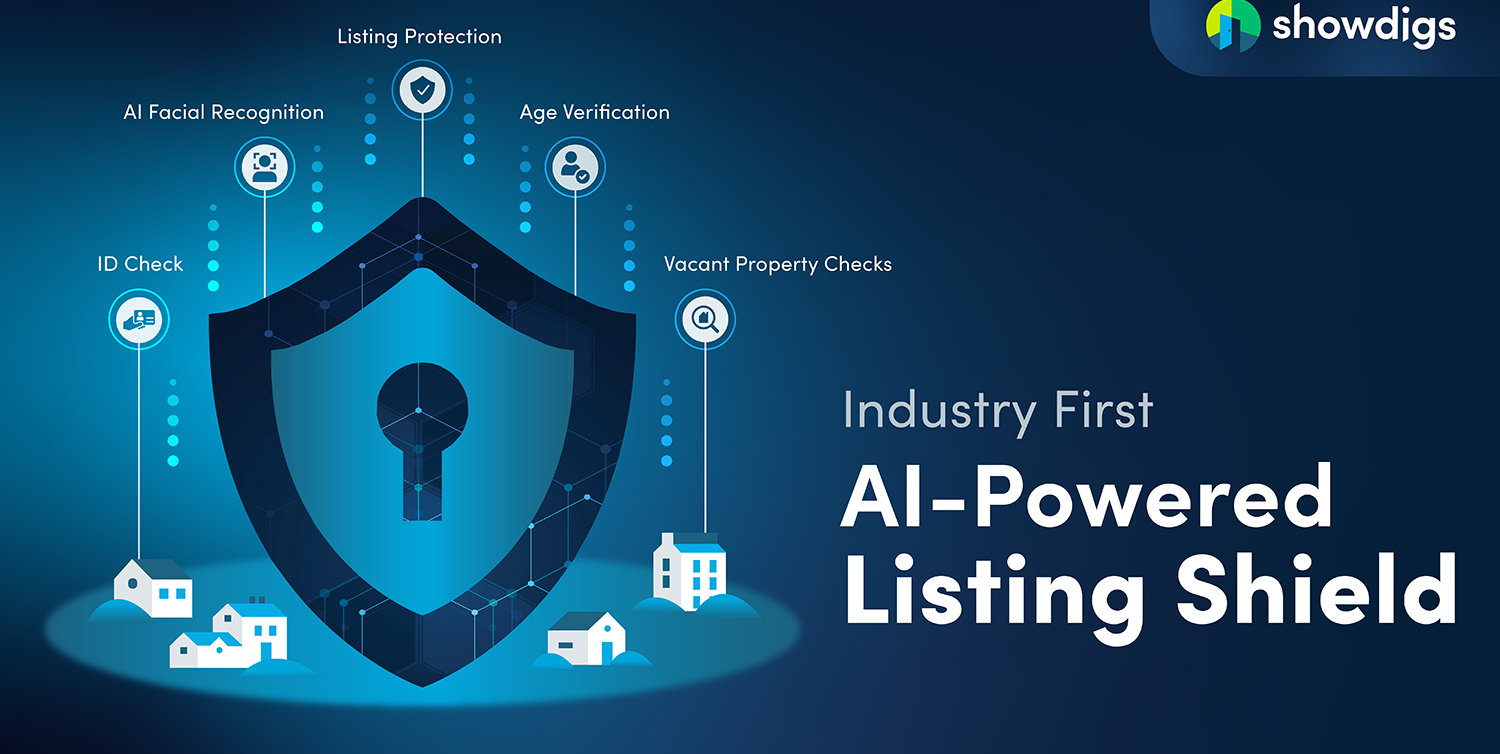 showdigs
Listing Protection
AI Facial Recognition
Age Verification
ID Check
Vacant Property Checks
Industry First
AI-Powered
Listing Shield